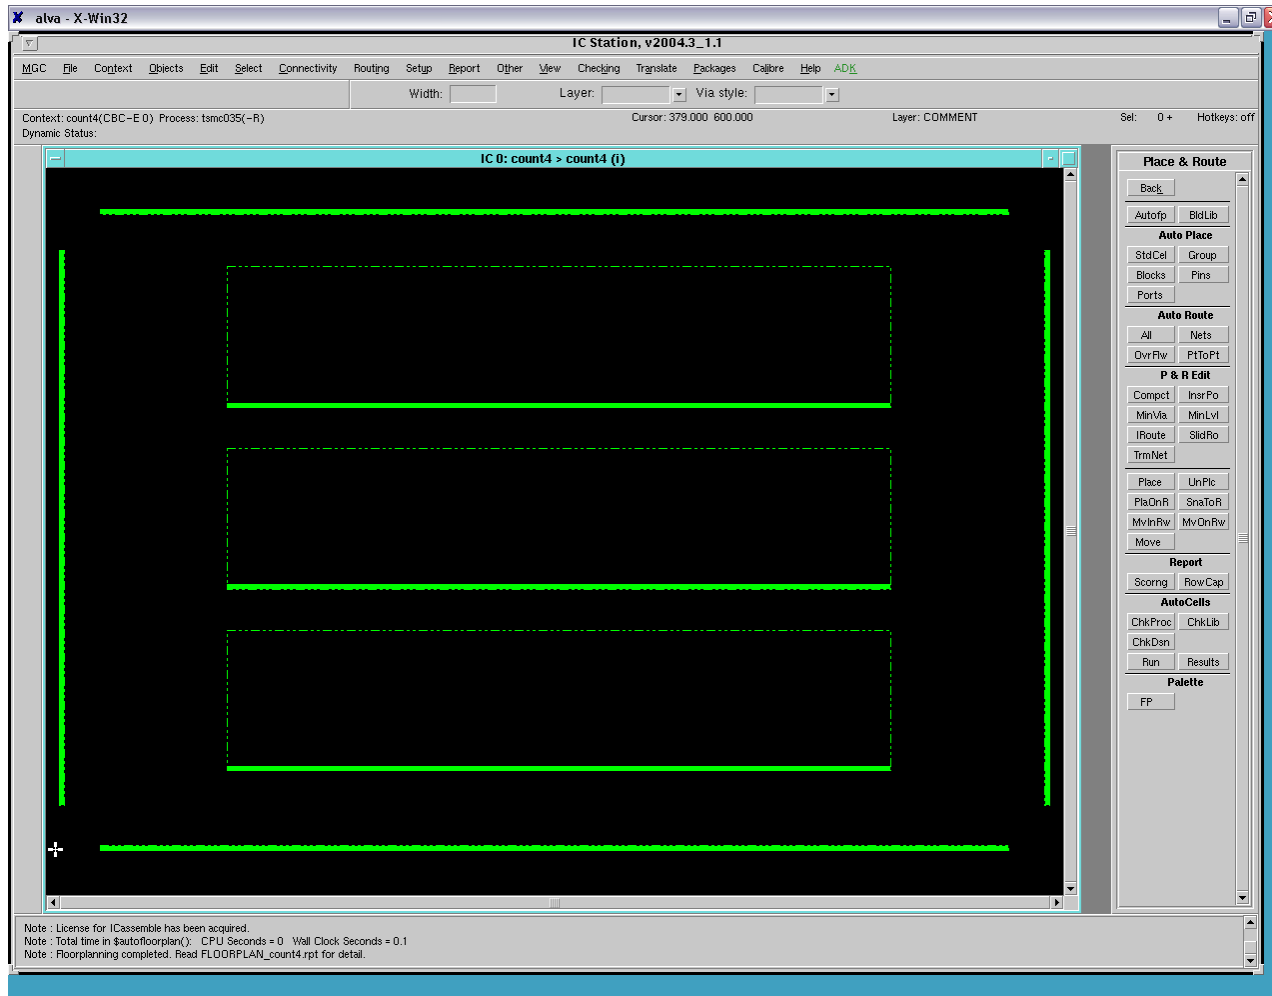 alva - X-Win32
IC Station, v2004.3_1.1
MGC File Context Objects Edit Select Connectivity Routing Setup Report Other View Checking Translate Packages Calibre Help ADK
Width: Layer: Via style:
Context: count4(CBC-E 0) Process: tsmc035(-R) Cursor: 379.000 600.000 Layer: COMMENT Sel: 0 + Hotkeys: off
Dynamic Status:
IC 0: count4 > count4 (i)
Place & Route
Back
Autofp BldLib
Auto Place
StdCel Group
Blocks Pins
Ports
Auto Route
All Nets
OvrFlw PtToPt
P & R Edit
Compct InsrPo
MinVia MinLvl
IRoute SlidRo
TrmNet
Place UnPlc
PlaOnR SnaToR
MvInRw MvOnRw
Move
Report
Scorng RowCap
AutoCells
ChkProc ChkLib
ChkDsn
Run Results
Palette
FP
Note : License for ICassemble has been acquired.
Note : Total time in $autofloorplan(): CPU Seconds = 0 Wall Clock Seconds = 0.1
Note : Floorplanning completed. Read FLOORPLAN_count4.rpt for detail.